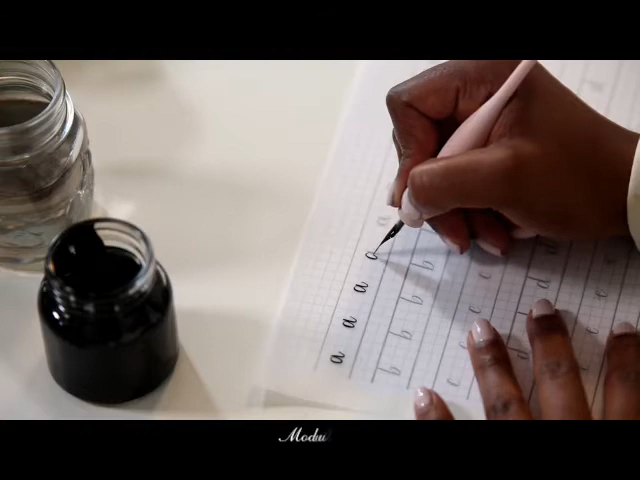 a a a a a
b b b b
c c c c
d d d
Modu